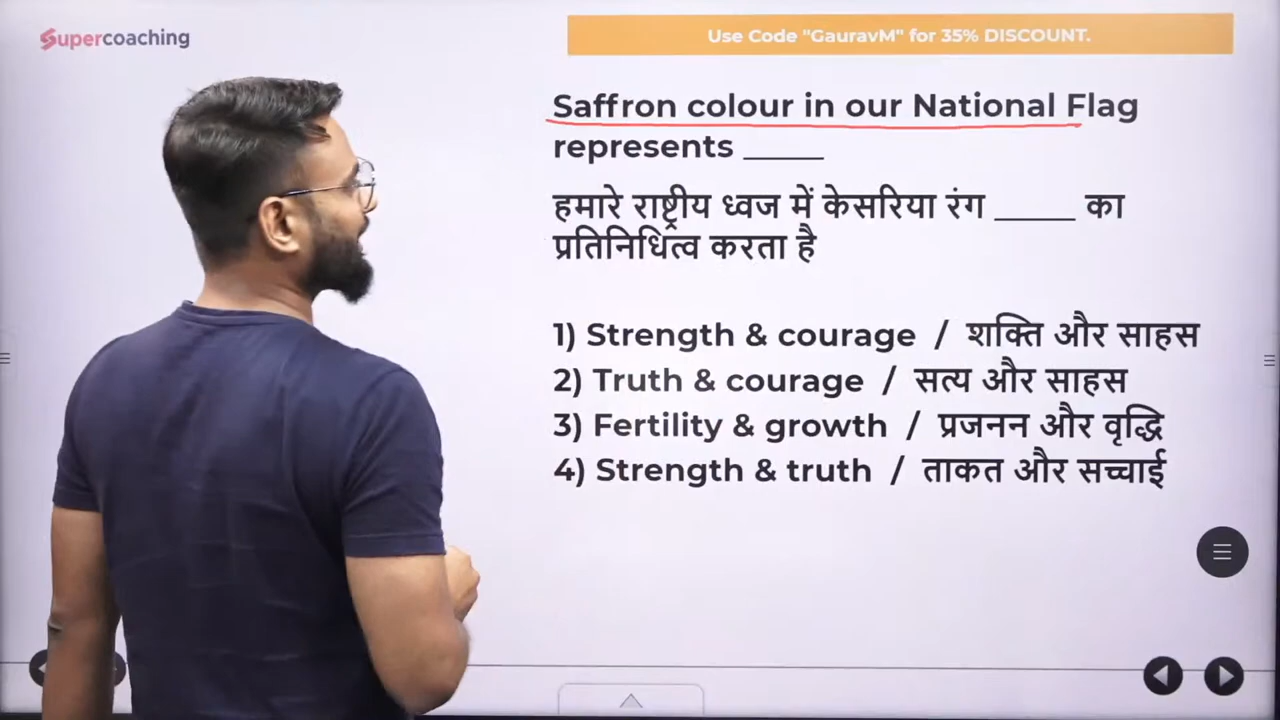 Supercoaching
Use Code "GauravM" for 35% DISCOUNT.
Saffron colour in our National Flag
represents _____
हमारे राष्ट्रीय ध्वज में केसरिया रंग _____ का
प्रतिनिधित्व करता है
1) Strength & courage / शक्ति और साहस
2) Truth & courage / सत्य और साहस
3) Fertility & growth / प्रजनन और वृद्धि
4) Strength & truth / ताकत और सच्चाई